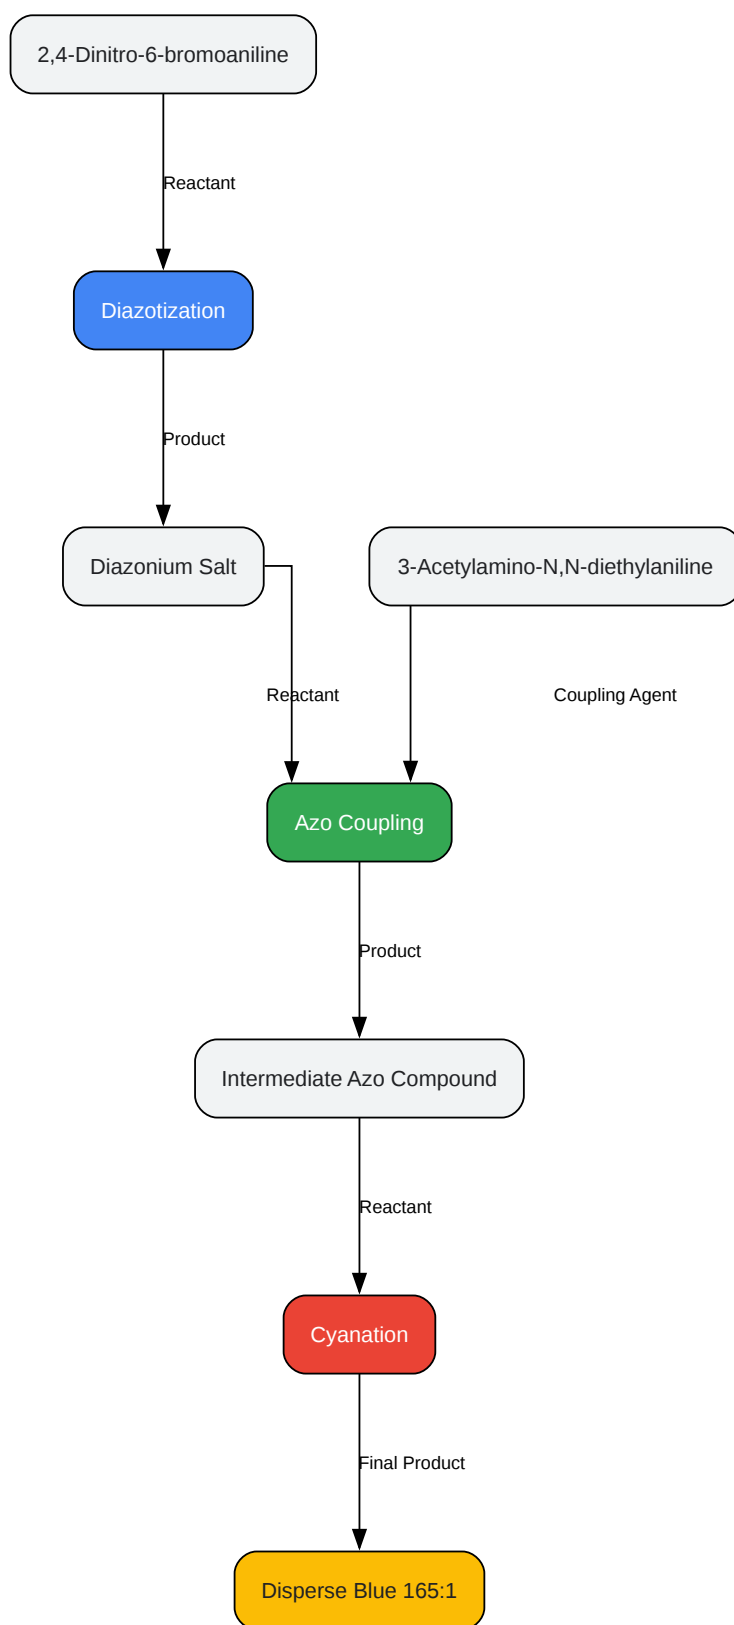 2,4-Dinitro-6-bromoaniline
Reactant
Diazotization
Product
Diazonium Salt
3-Acetylamino-N,N-diethylaniline
Reactant
Coupling Agent
Azo Coupling
Product
Intermediate Azo Compound
Reactant
Cyanation
Final Product
Disperse Blue 165:1